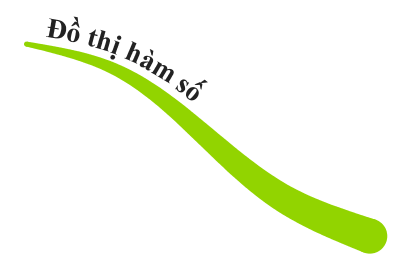 Đồ thị hàm số